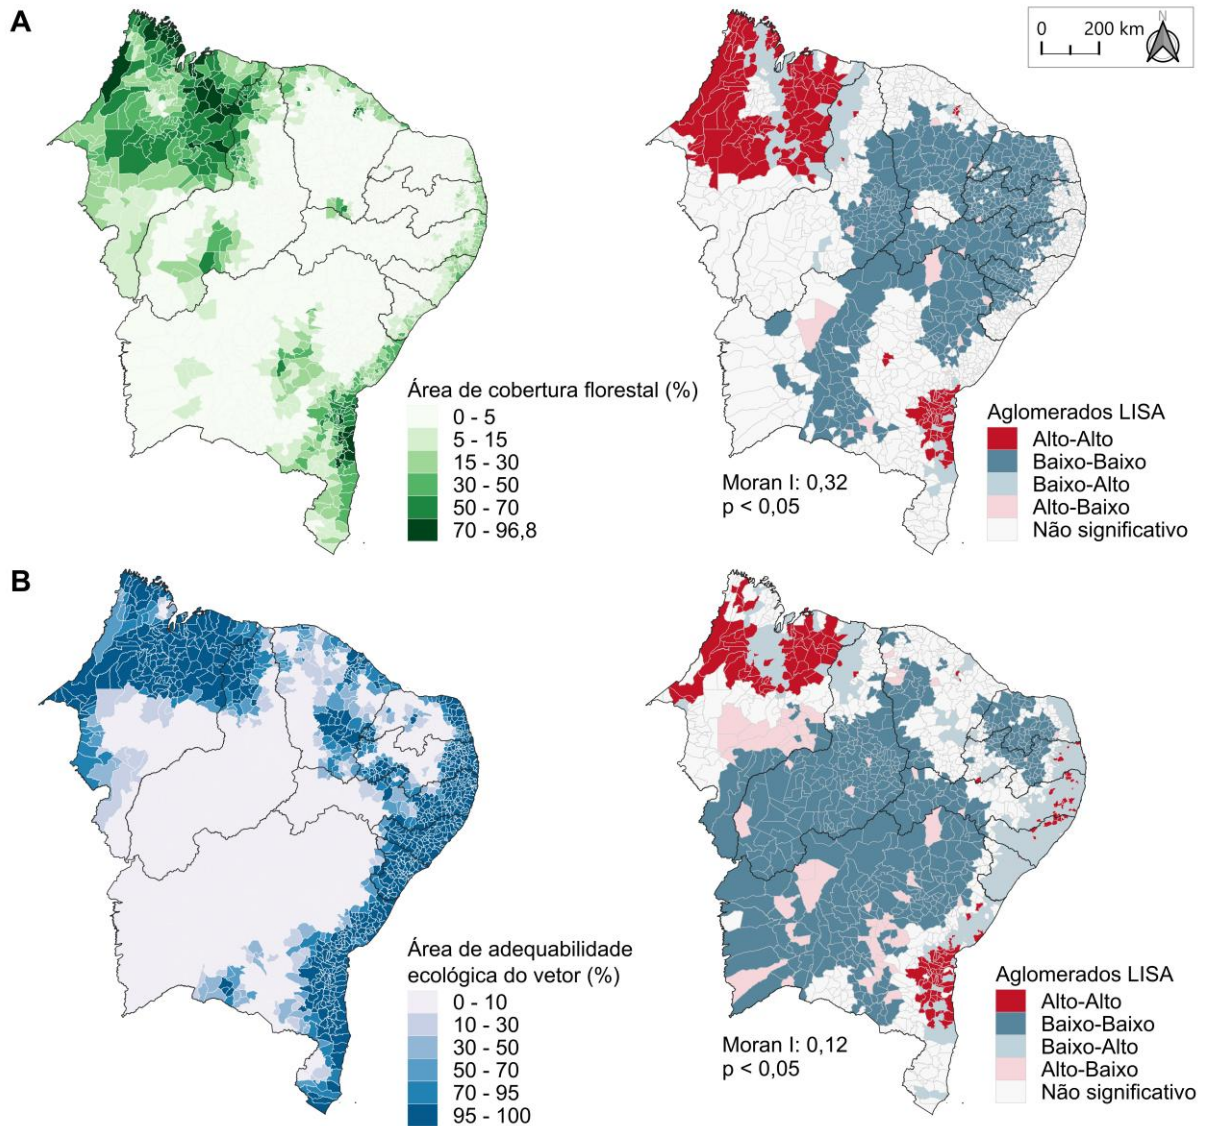 A
0 200 km
N
Área de cobertura florestal (%)
0 - 5
5 - 15
15 - 30
30 - 50
50 - 70
70 - 96,8
Moran I: 0,32
p < 0,05
Aglomerados LISA
Alto-Alto
Baixo-Baixo
Baixo-Alto
Alto-Baixo
Não significativo
B
Área de adequabilidade
ecológica do vetor (%)
0 - 10
10 - 30
30 - 50
50 - 70
70 - 95
95 - 100
Moran I: 0,12
p < 0,05
Aglomerados LISA
Alto-Alto
Baixo-Baixo
Baixo-Alto
Alto-Baixo
Não significativo